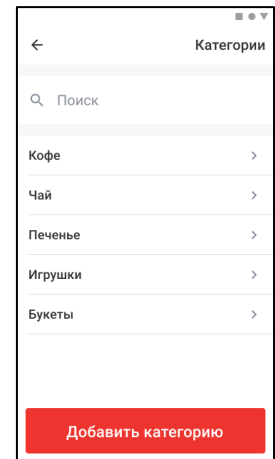 Категории
Поиск
Кофе
Чай
Печенье
Игрушки
Букеты
Добавить категорию